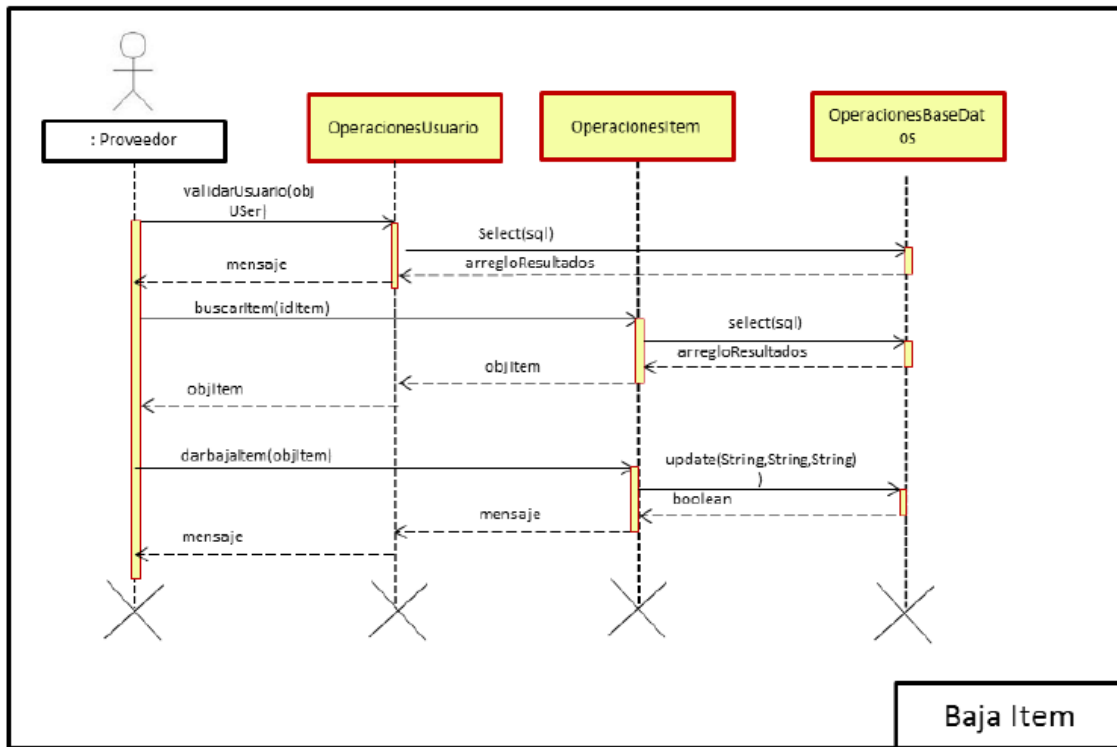 : Proveedor
OperacionesUsuario
OperacionesItem
OperacionesBaseDat
os
validarUsuario(obj
USer)
Select(sql)
arregloResultados
mensaje
buscarItem(idItem)
select(sql)
arregloResultados
objItem
objItem
darbajaItem(objItem)
update(String,String,String)
)
boolean
mensaje
mensaje
Baja Item